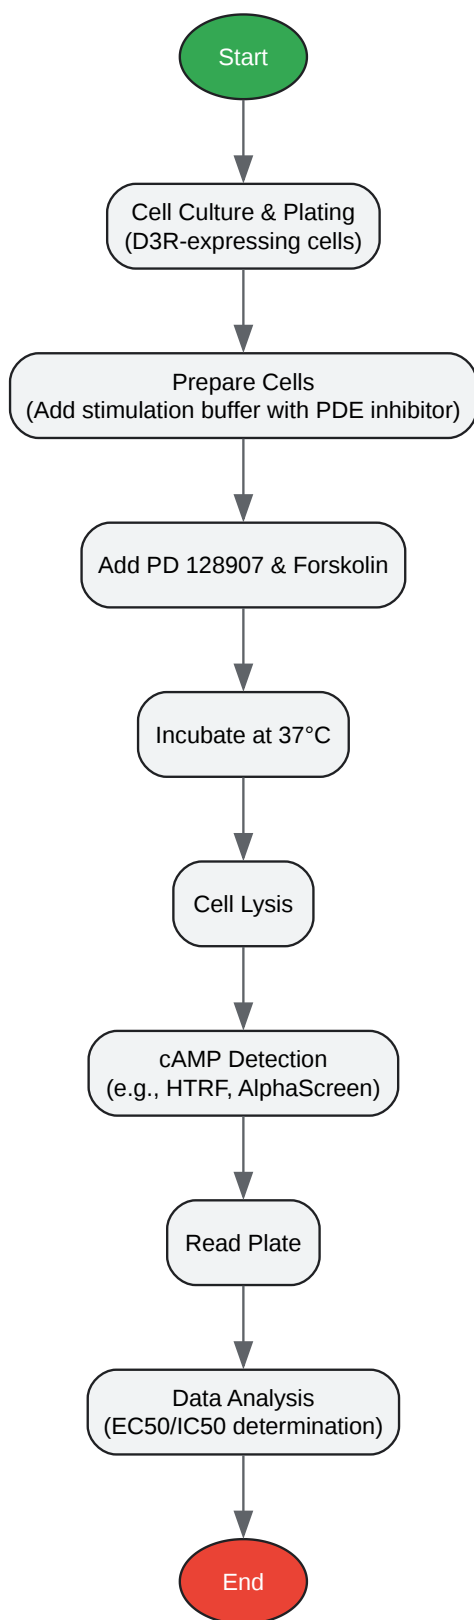 Start
Cell Culture & Plating
(D3R-expressing cells)
Prepare Cells
(Add stimulation buffer with PDE inhibitor)
Add PD 128907 & Forskolin
Incubate at 37°C
Cell Lysis
cAMP Detection
(e.g., HTRF, AlphaScreen)
Read Plate
Data Analysis
(EC50/IC50 determination)
End